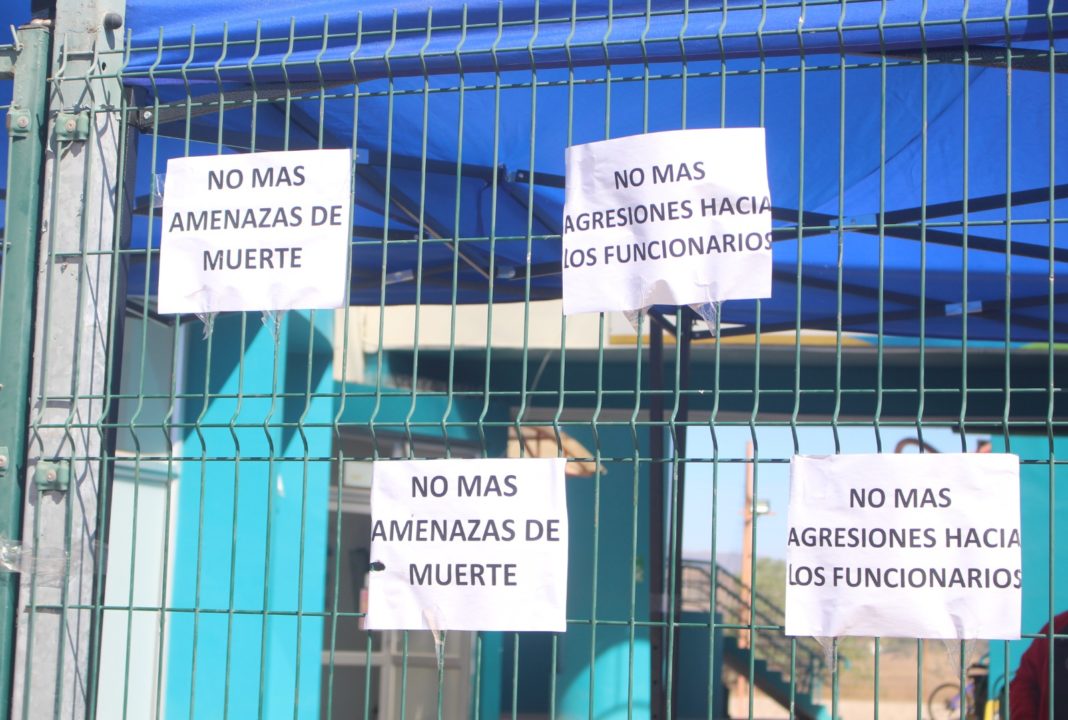 NO MAS
AMENAZAS DE
MUERTE
NO MAS
AGRESIONES HACIA
LOS FUNCIONARIOS
NO MAS
AMENAZAS DE
MUERTE
NO MAS
AGRESIONES HACIA
LOS FUNCIONARIOS